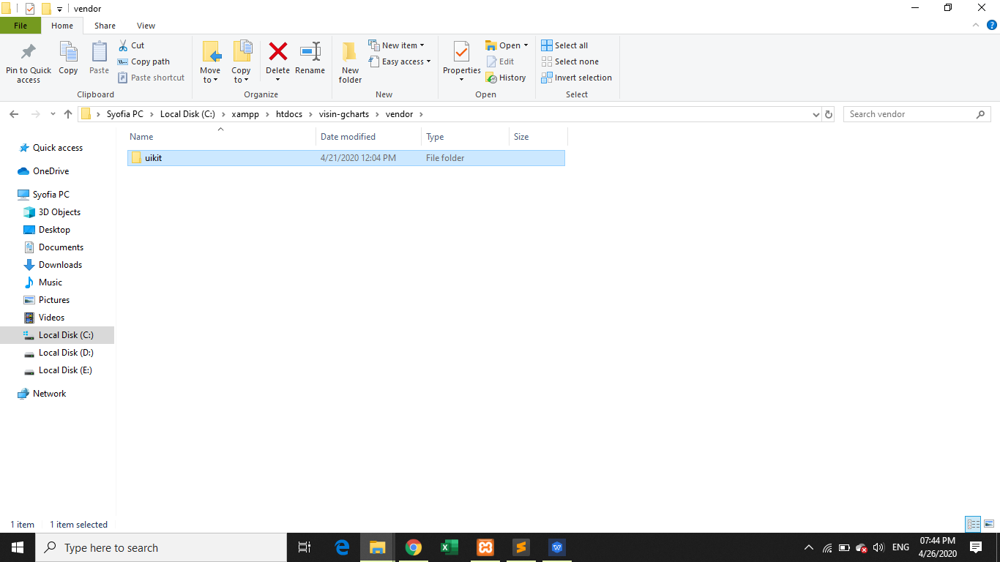 vendor
File Home Share View
Pin to Quick access
Copy
Paste
Cut
Copy path
Paste shortcut
Clipboard
Move to
Copy to
Delete
Rename
Organize
New folder
New item
Easy access
New
Properties
Open
Edit
History
Open
Select all
Select none
Invert selection
Select
Syofia PC Local Disk (C:) xampp htdocs visin-gcharts vendor
Search vendor
Name Date modified Type Size
uikit 4/21/2020 12:04 PM File folder
Quick access
OneDrive
Syofia PC
3D Objects
Desktop
Documents
Downloads
Music
Pictures
Videos
Local Disk (C:)
Local Disk (D:)
Local Disk (E:)
Network
1 item 1 item selected
Type here to search
ENG
07:44 PM
4/26/2020